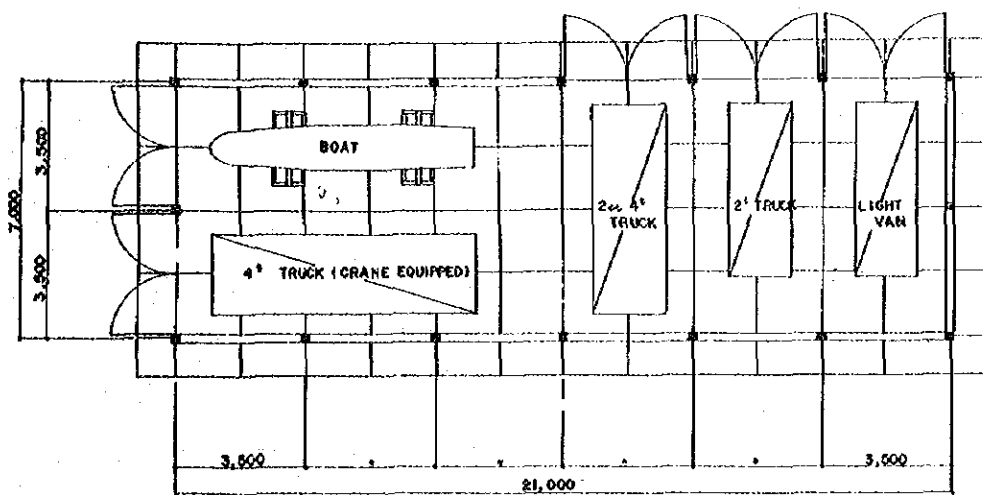 BOAT
4t TRUCK (CRANE EQUIPPED)
2or 4t
TRUCK
2t TRUCK
LIGHT
VAN
7,000
3,500
3,500
3,500
3,500
21,000